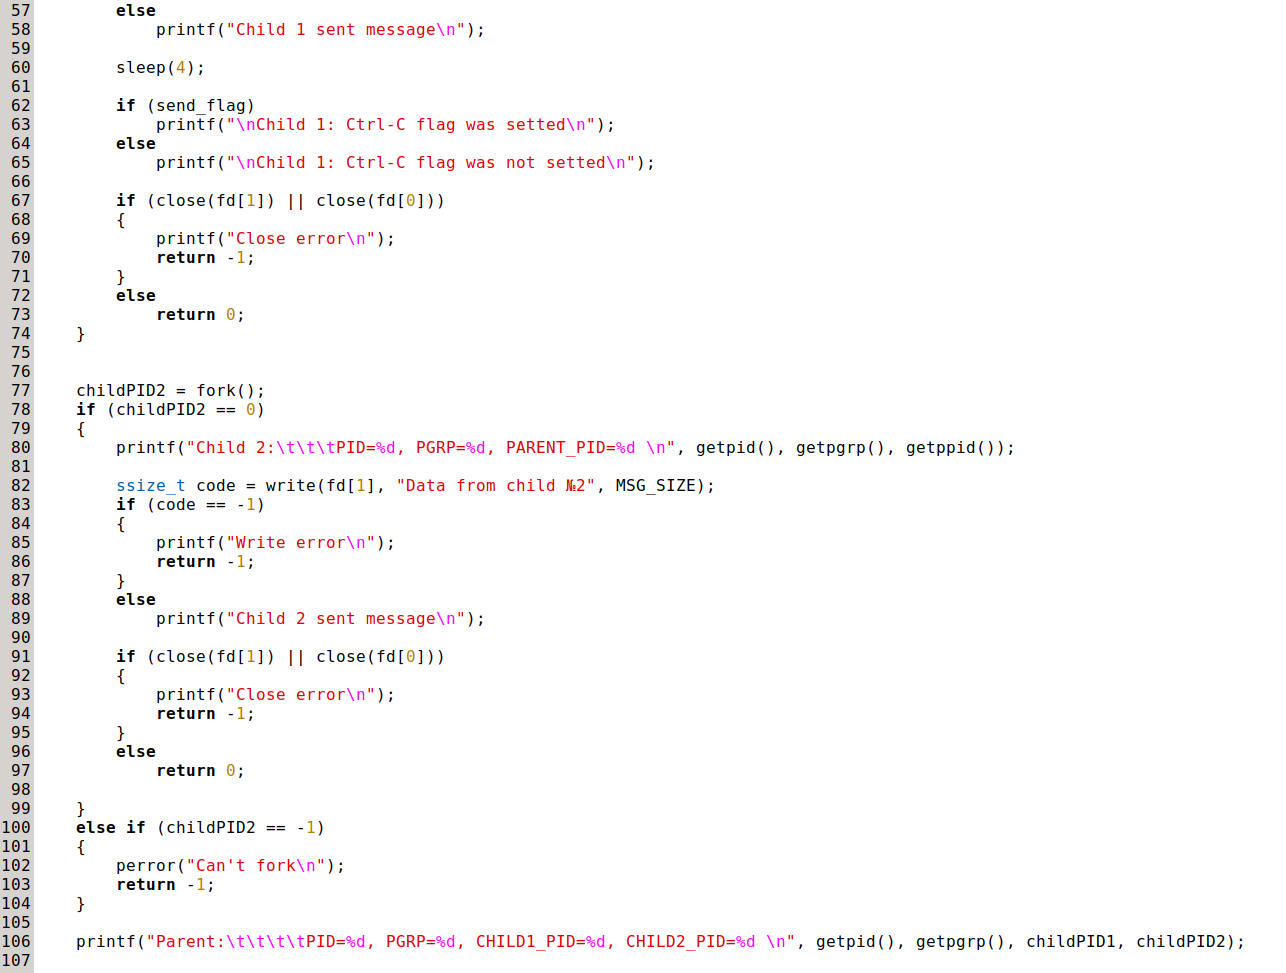 57        else
58            printf("Child 1 sent message\n");
59
60        sleep(4);
61
62        if (send_flag)
63            printf("\nChild 1: Ctrl-C flag was setted\n");
64        else
65            printf("\nChild 1: Ctrl-C flag was not setted\n");
66
67        if (close(fd[1]) || close(fd[0]))
68        {
69            printf("Close error\n");
70            return -1;
71        }
72        else
73            return 0;
74    }
75
76
77    childPID2 = fork();
78    if (childPID2 == 0)
79    {
80        printf("Child 2:\t\t\tPID=%d, PGRP=%d, PARENT_PID=%d \n", getpid(), getpgrp(), getppid());
81
82        ssize_t code = write(fd[1], "Data from child №2", MSG_SIZE);
83        if (code == -1)
84        {
85            printf("Write error\n");
86            return -1;
87        }
88        else
89            printf("Child 2 sent message\n");
90
91        if (close(fd[1]) || close(fd[0]))
92        {
93            printf("Close error\n");
94            return -1;
95        }
96        else
97            return 0;
98
99    }
100    else if (childPID2 == -1)
101    {
102        perror("Can't fork\n");
103        return -1;
104    }
105
106    printf("Parent:\t\t\t\tPID=%d, PGRP=%d, CHILD1_PID=%d, CHILD2_PID=%d \n", getpid(), getpgrp(), childPID1, childPID2);
107